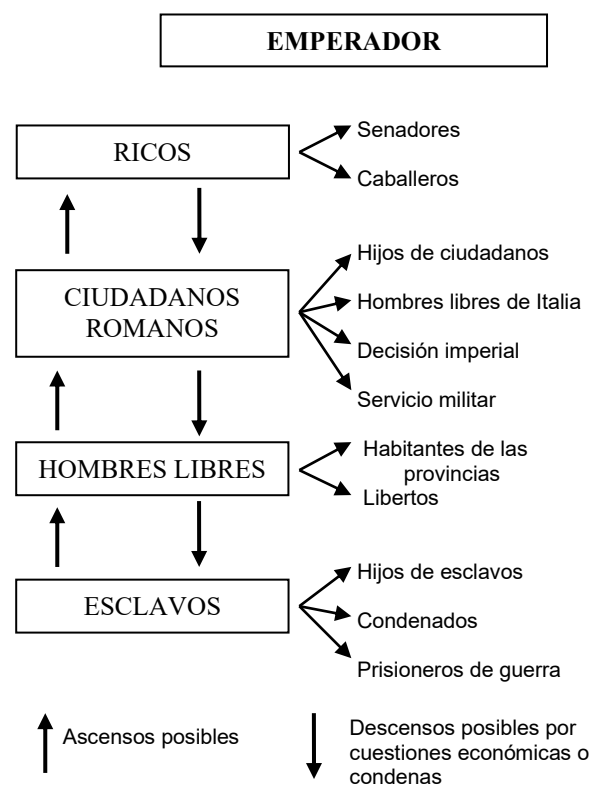 EMPERADOR
RICOS
Senadores
Caballeros
CIUDADANOS
ROMANOS
Hijos de ciudadanos
Hombres libres de Italia
Decisión imperial
Servicio militar
HOMBRES LIBRES
Habitantes de las
provincias
Libertos
ESCLAVOS
Hijos de esclavos
Condenados
Prisioneros de guerra
Ascensos posibles
Descensos posibles por
cuestiones económicas o
condenas